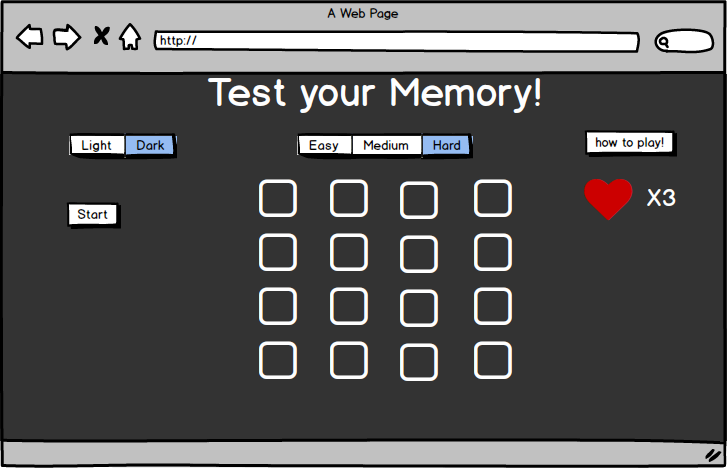 A Web Page
http://
Test your Memory!
Light Dark
Easy Medium Hard
how to play!
Start
X3